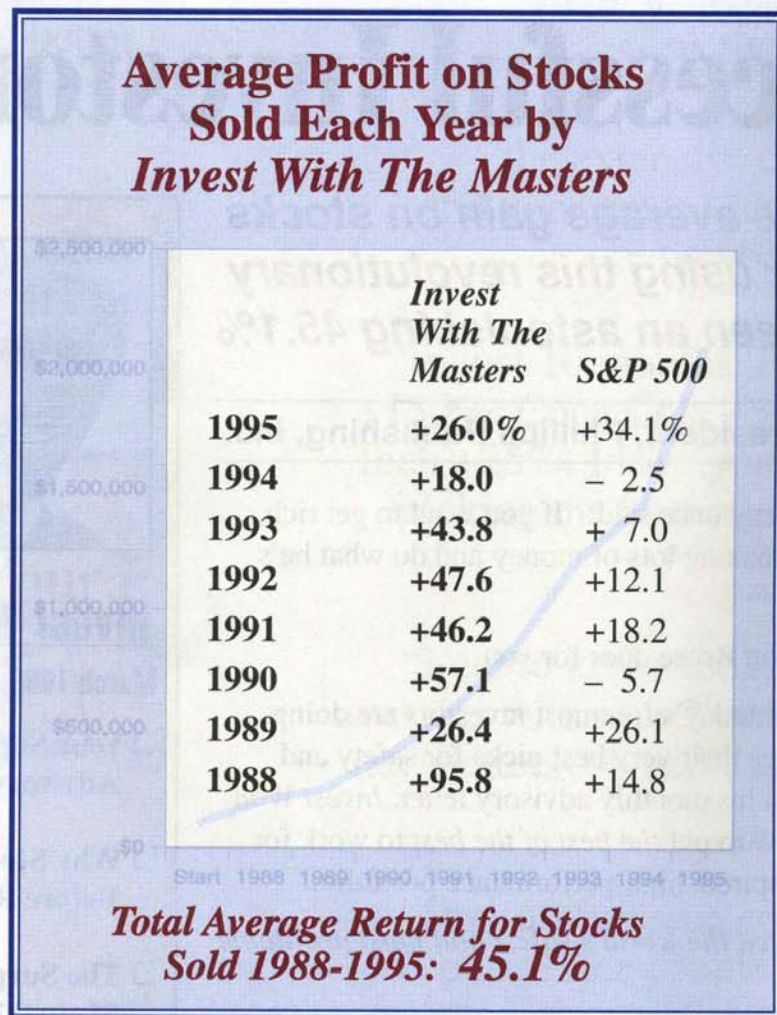 Average Profit on Stocks
Sold Each Year by
Invest With The Masters
$2,500,000
Invest
With The
Masters S&P 500
$2,000,000
1995 +26.0% +34.1%
1994 +18.0 – 2.5
$1,500,000
1993 +43.8 + 7.0
1992 +47.6 +12.1
$1,000,000
1991 +46.2 +18.2
1990 +57.1 – 5.7
$500,000
1989 +26.4 +26.1
1988 +95.8 +14.8
$0
Start 1988 1989 1990 1991 1992 1993 1994 1995
Total Average Return for Stocks
Sold 1988-1995: 45.1%